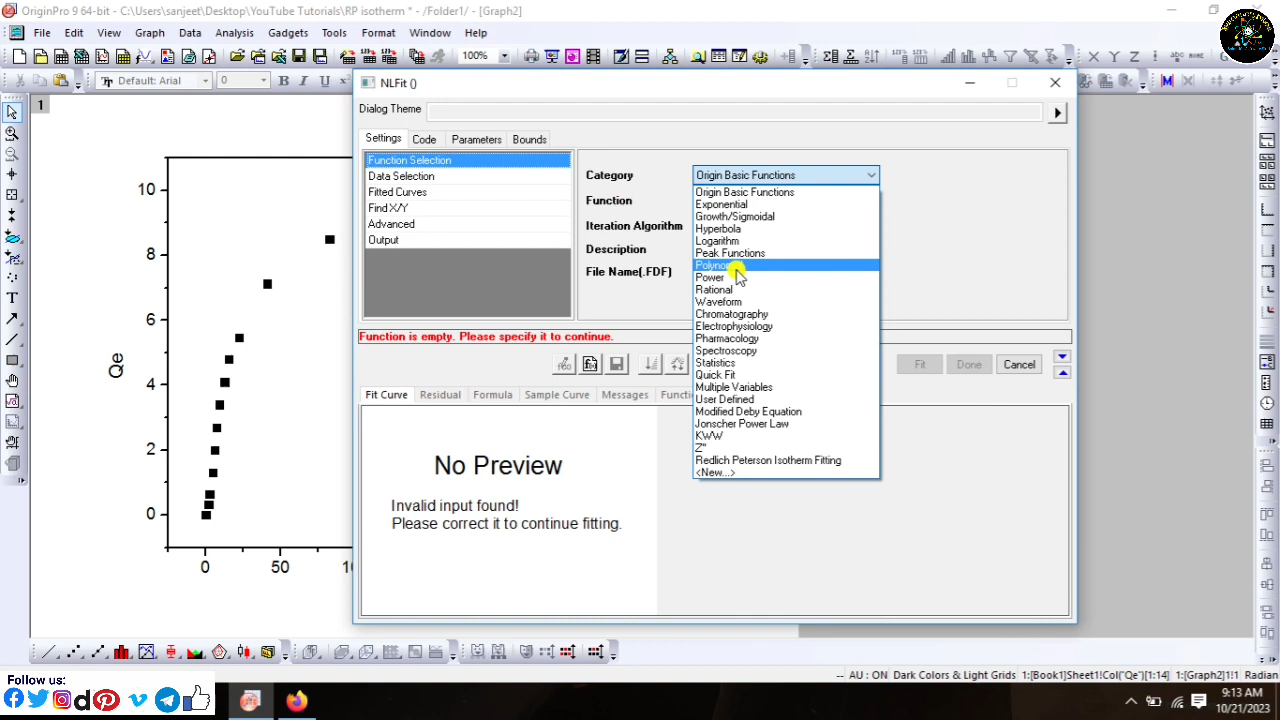 OriginPro 9 64-bit - C:\Users\sanjeet\Desktop\YouTube Tutorials\RP isotherm * - /Folder1/ - [Graph2]
File Edit View Graph Data Analysis Gadgets Tools Format Window Help
100%
Default: Arial 0 B I U
1
NLFit ()
Dialog Theme
Settings Code Parameters Bounds
Function Selection
Data Selection
Fitted Curves
Find X/Y
Advanced
Output
Category Origin Basic Functions
Function
Iteration Algorithm
Description
File Name(.FDF)
Origin Basic Functions
Exponential
Growth/Sigmoidal
Hyperbola
Logarithm
Peak Functions
Power
Rational
Waveform
Chromatography
Electrophysiology
Pharmacology
Spectroscopy
Statistics
Quick Fit
Multiple Variables
User Defined
Modified Deby Equation
Jonscher Power Law
KWW
Z"
Redlich Peterson Isotherm Fitting
<New...>
Function is empty. Please specify it to continue.
Fit Done Cancel
Fit Curve Residual Formula Sample Curve Messages
No Preview
Invalid input found!
Please correct it to continue fitting.
Qe
10
8
6
4
2
0
0 50
-- AU : ON Dark Colors & Light Grids 1:[Book1]Sheet1!Col("Qe")[1:14] 1:[Graph2]1!1 Radian
Follow us:
9:13 AM
10/21/2023